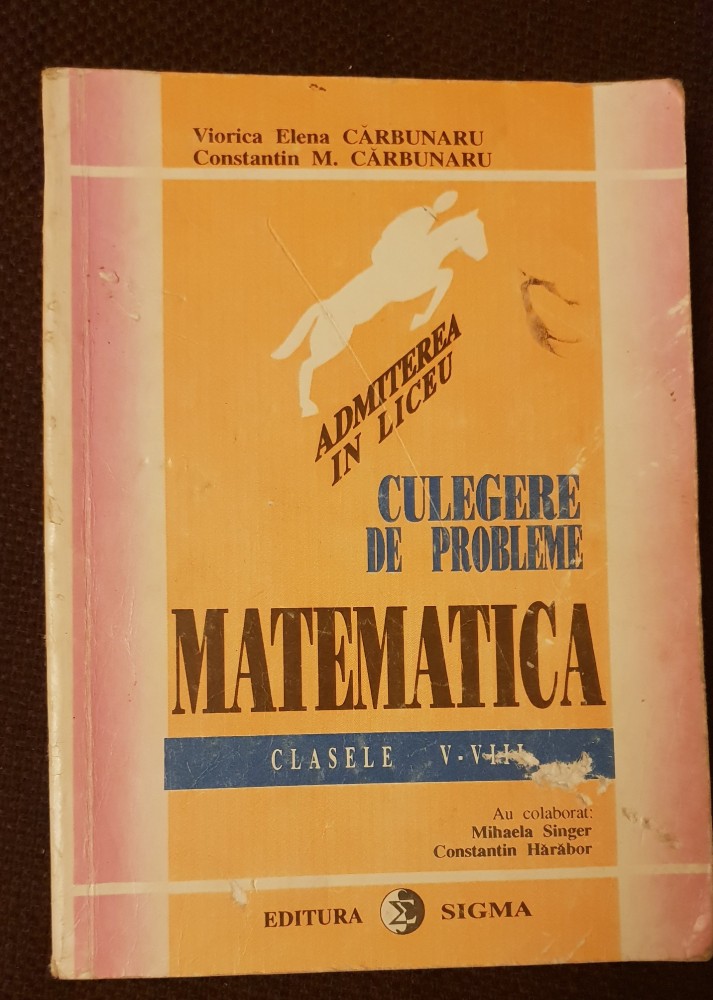 Viorica Elena CĂRBUNARU
Constantin M. CĂRBUNARU
ADMITEREA
IN LICEU
CULEGERE
DE PROBLEME
MATEMATICA
CLASELE V-VIII
Au colaborat:
Mihaela Singer
Constantin Hărăbor
EDITURA Σ SIGMA